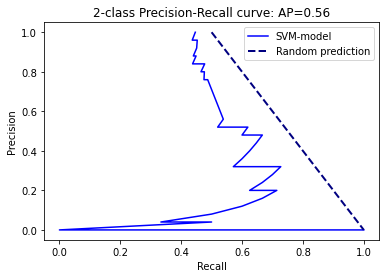 2-class Precision-Recall curve: AP=0.56
SVM-model
Random prediction
Precision
1.0
0.8
0.6
0.4
0.2
0.0
0.0 0.2 0.4 0.6 0.8 1.0
Recall